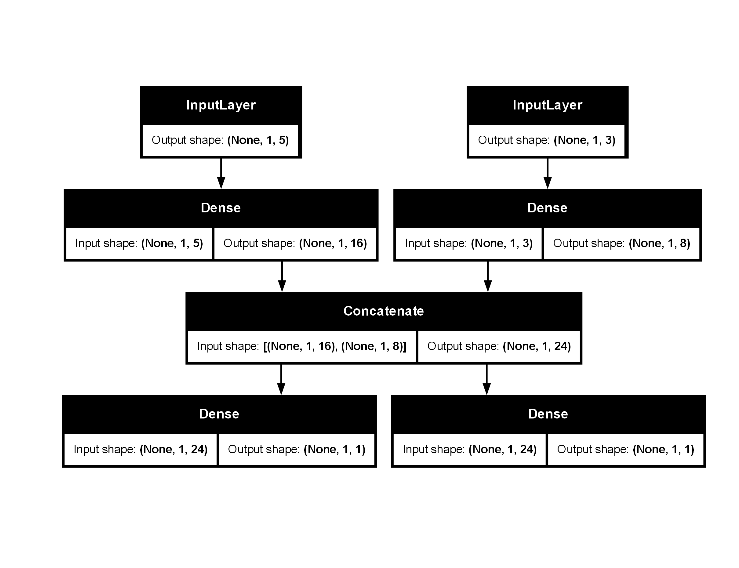 InputLayer
Output shape: (None, 1, 5)
InputLayer
Output shape: (None, 1, 3)
Dense
Input shape: (None, 1, 5) Output shape: (None, 1, 16)
Dense
Input shape: (None, 1, 3) Output shape: (None, 1, 8)
Concatenate
Input shape: [(None, 1, 16), (None, 1, 8)] Output shape: (None, 1, 24)
Dense
Input shape: (None, 1, 24) Output shape: (None, 1, 1)
Dense
Input shape: (None, 1, 24) Output shape: (None, 1, 1)